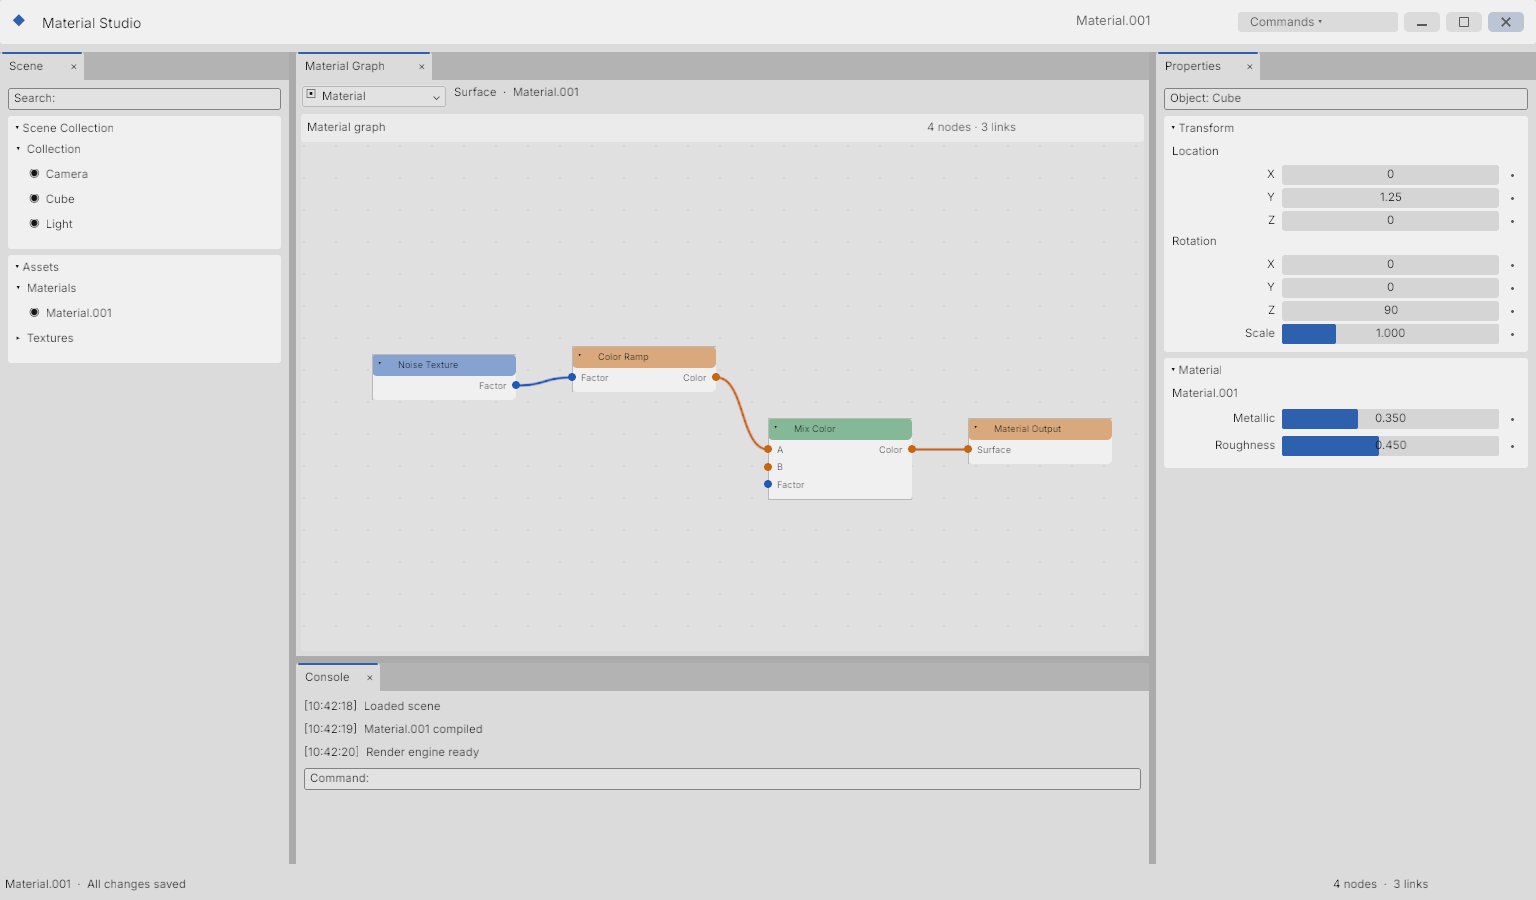 Material Studio
Material.001
Commands
Scene
Search:
Scene Collection
Collection
Camera
Cube
Light
Assets
Materials
Material.001
Textures
Material Graph
Material
Surface · Material.001
Material graph
4 nodes · 3 links
Noise Texture
Factor
Color Ramp
Factor Color
Mix Color
A Color
B
Factor
Material Output
Surface
Console
[10:42:18] Loaded scene
[10:42:19] Material.001 compiled
[10:42:20] Render engine ready
Command:
Properties
Object: Cube
Transform
Location
X 0
Y 1.25
Z 0
Rotation
X 0
Y 0
Z 90
Scale 1.000
Material
Material.001
Metallic 0.350
Roughness 0.450
Material.001 · All changes saved
4 nodes · 3 links